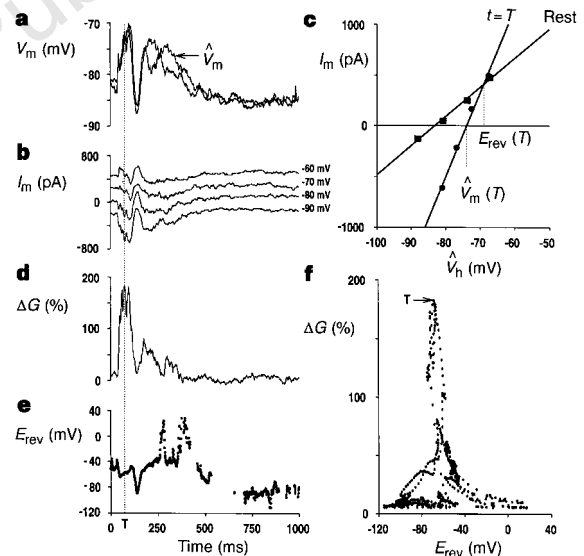 a
-70
V_m (mV)
-80
-90
V̂_m
b
800
I_m (pA)
0
-800
-60 mV
-70 mV
-80 mV
-90 mV
d
200
ΔG (%)
100
0
e
40
E_rev (mV)
0
-40
-80
-120
0
T
250
500
750
1000
Time (ms)
c
t = T
Rest
1000
I_m (pA)
0
-1000
E_rev (T)
V̂_m (T)
-100
-90
-80
-70
-60
-50
V̂_h (mV)
f
200
T
ΔG (%)
100
50
0
-120
-80
-40
0
40
E_rev (mV)